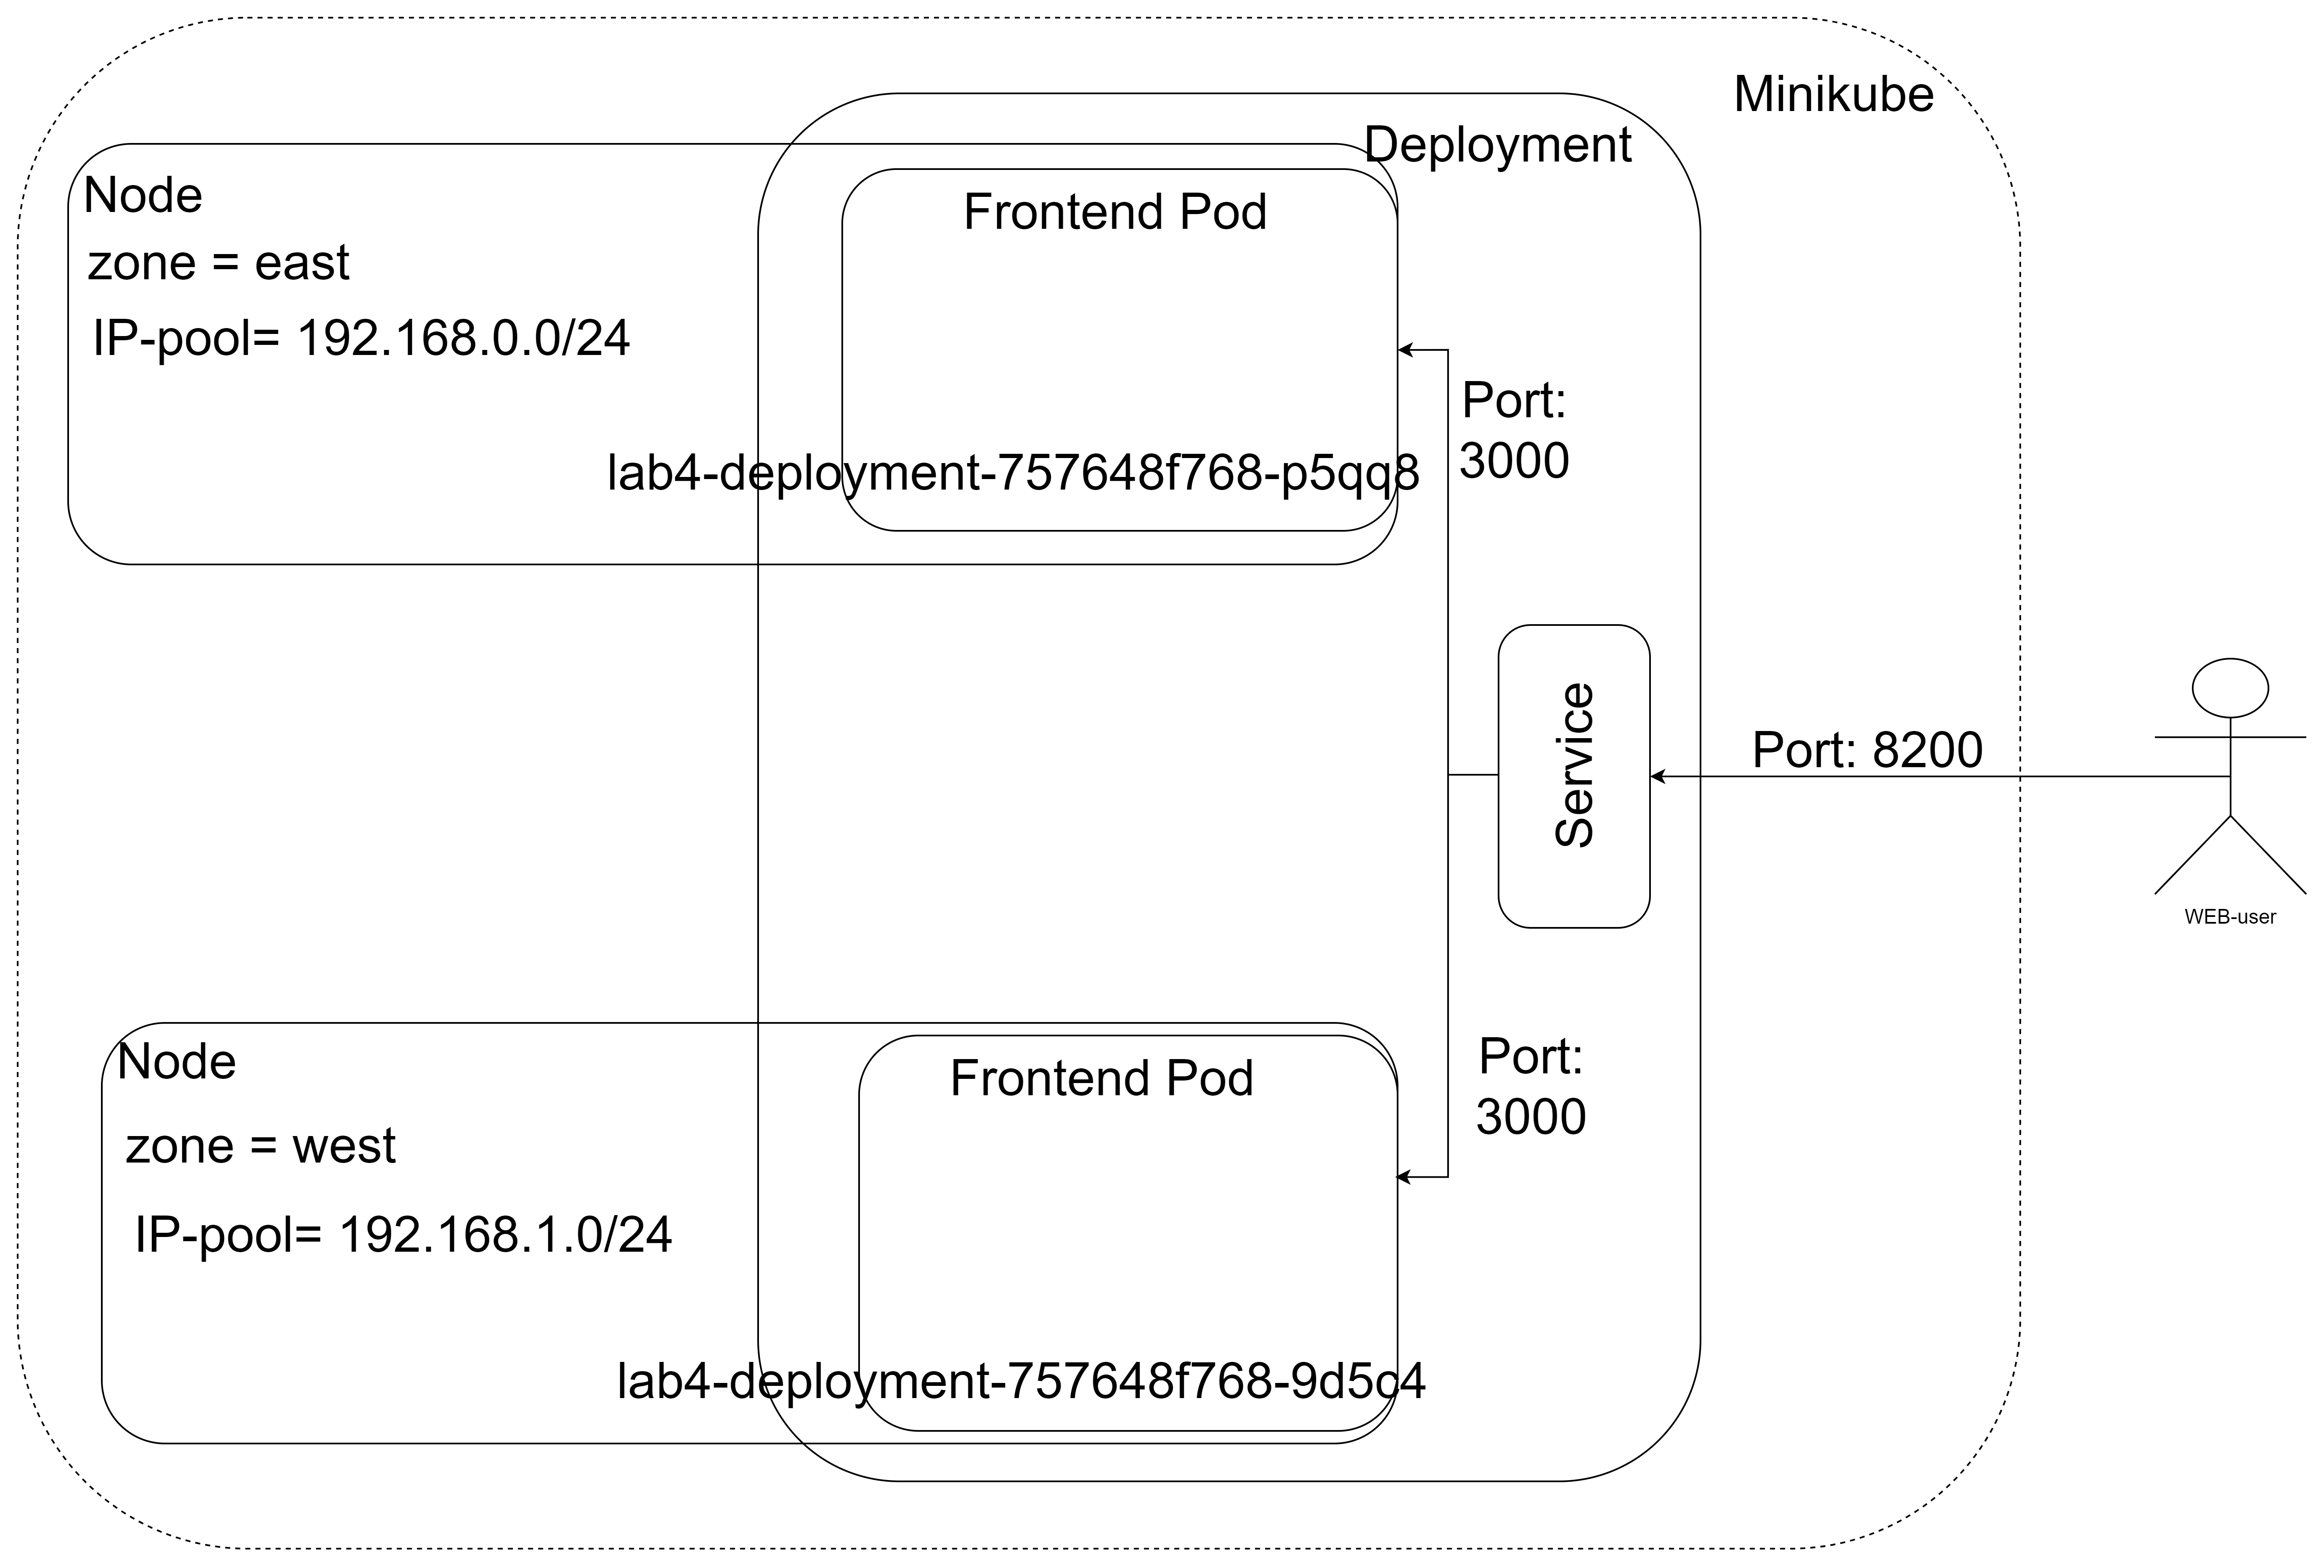 Minikube
Deployment
Node
zone = east
IP-pool= 192.168.0.0/24
Frontend Pod
lab4-deployment-757648f768-p5qq8
Port:
3000
Service
Port: 8200
WEB-user
Node
zone = west
IP-pool= 192.168.1.0/24
Frontend Pod
lab4-deployment-757648f768-9d5c4
Port:
3000